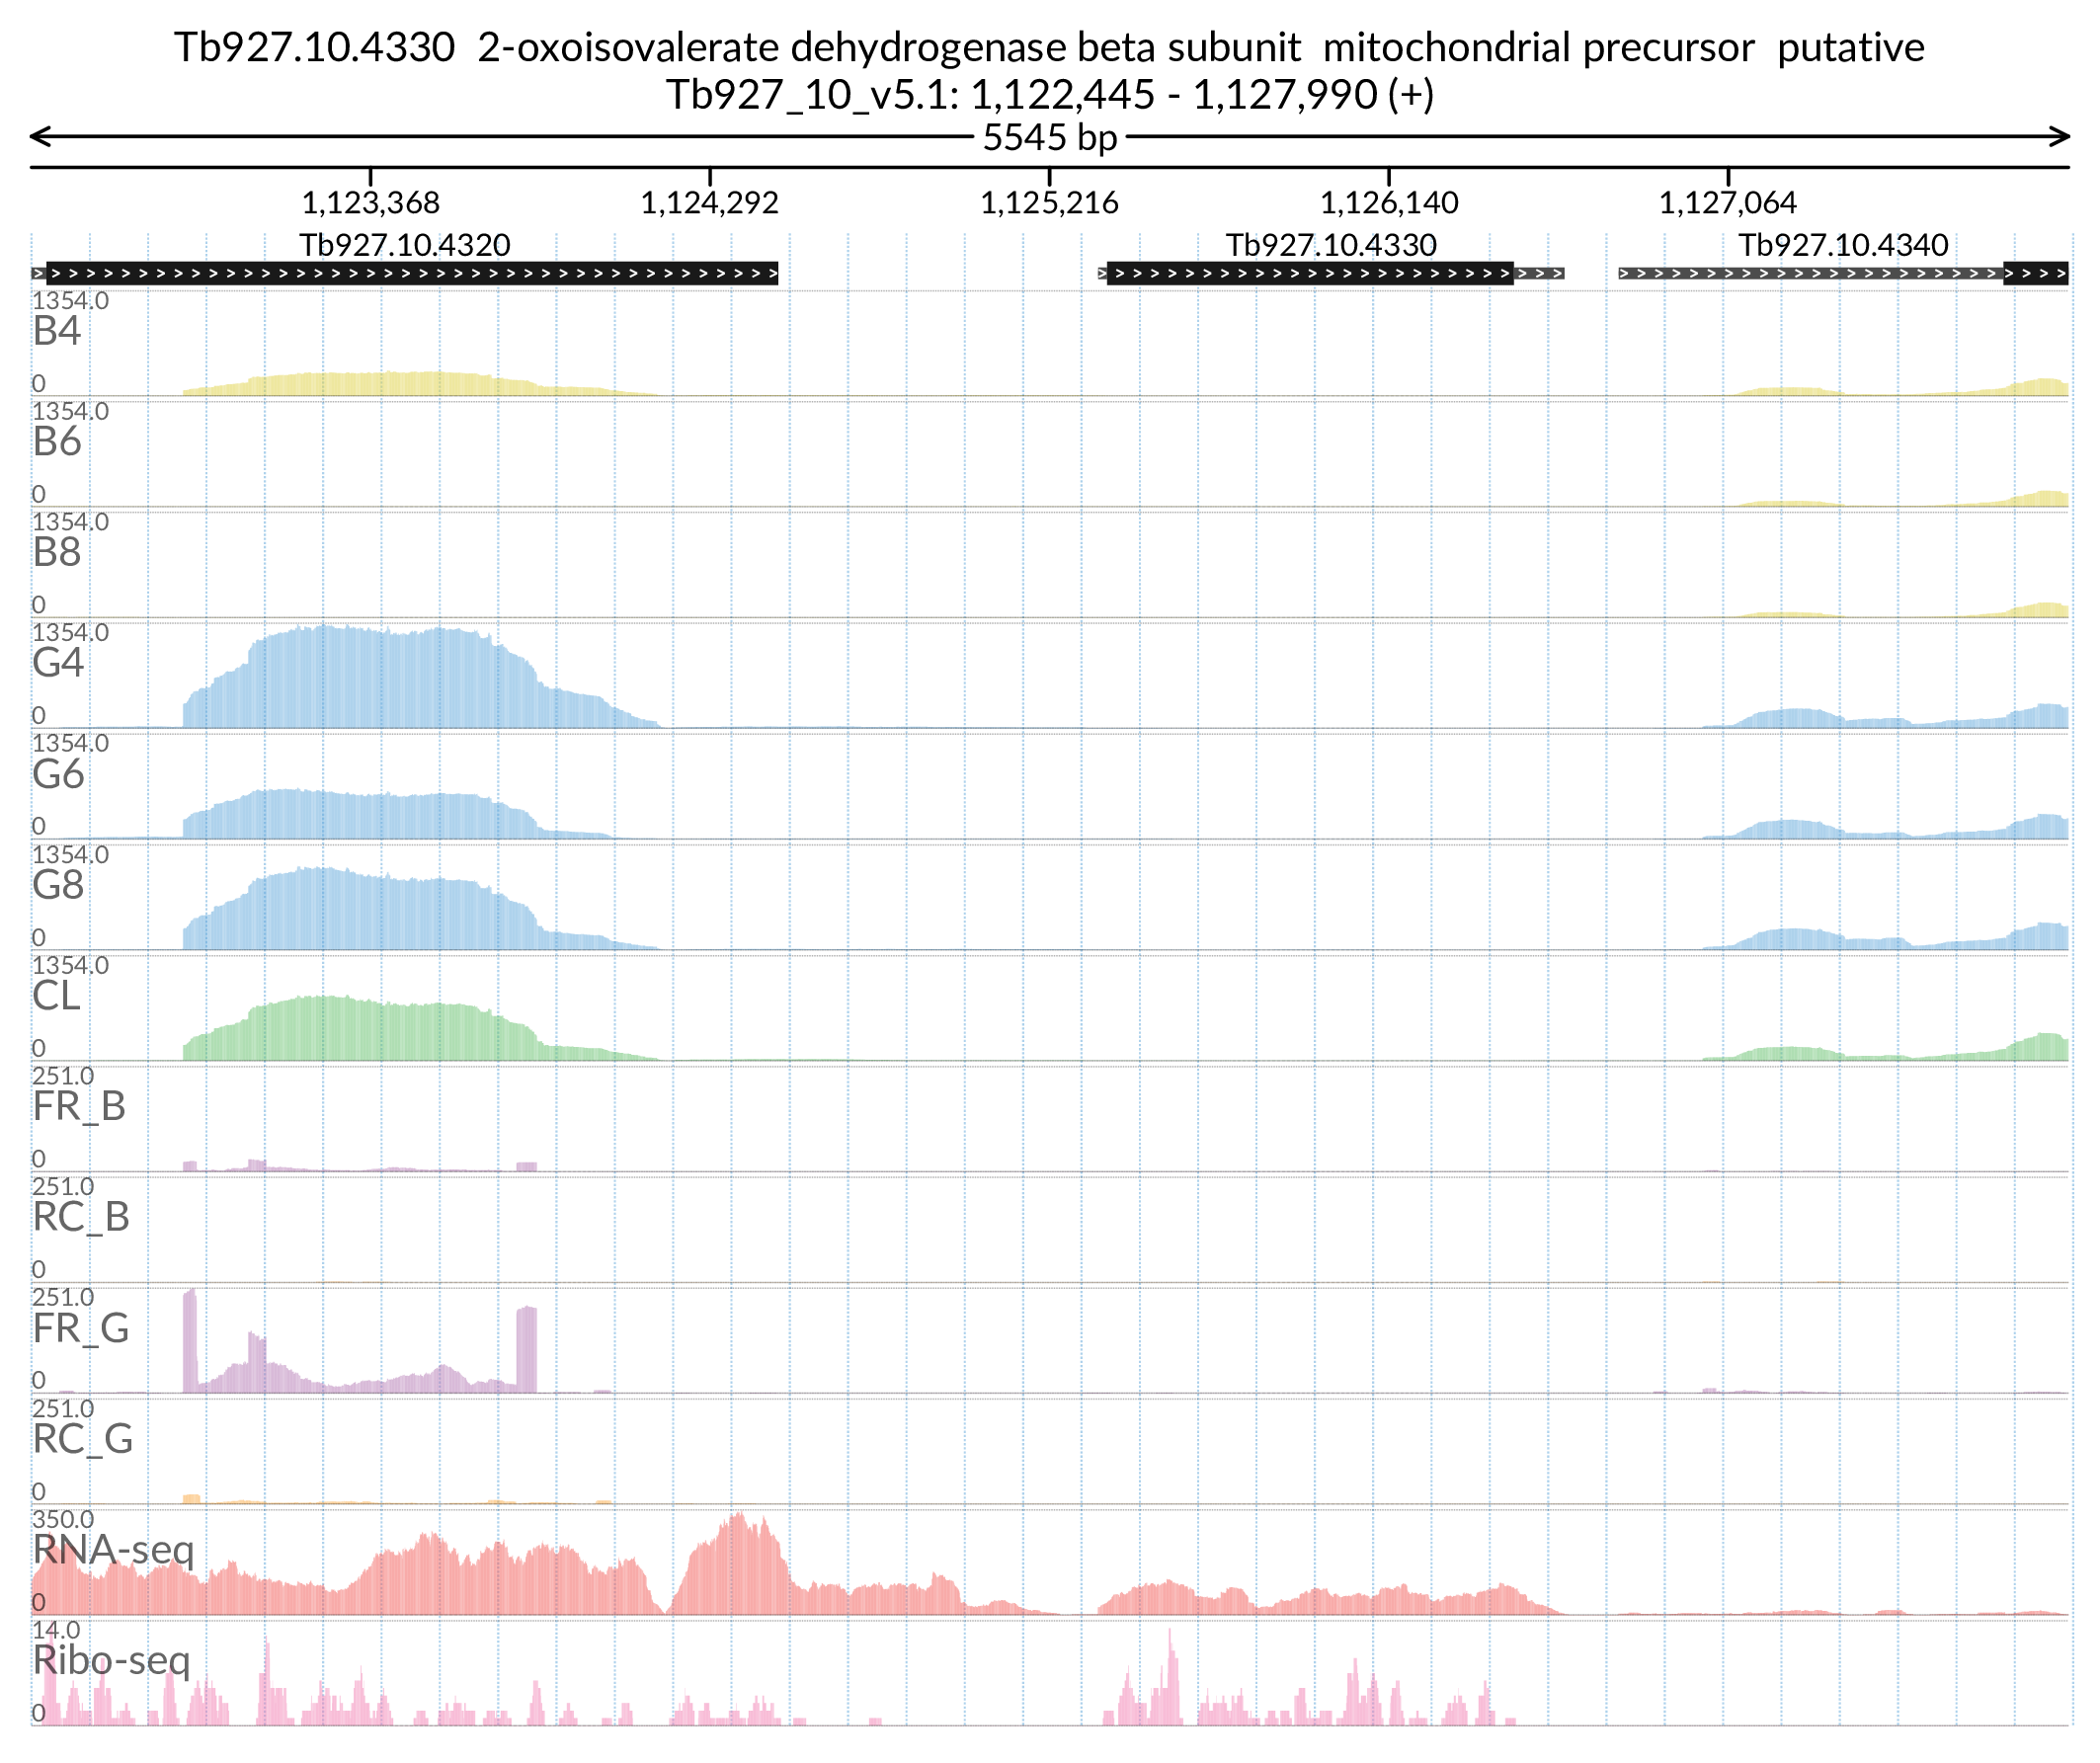 Tb927.10.4330 2-oxoisovalerate dehydrogenase beta subunit mitochondrial precursor putative
Tb927_10_v5.1: 1,122,445 - 1,127,990 (+)
5545 bp
1,123,368 1,124,292 1,125,216 1,126,140 1,127,064
Tb927.10.4320 Tb927.10.4330 Tb927.10.4340
1354.0
B4
0
1354.0
B6
0
1354.0
B8
0
1354.0
G4
0
1354.0
G6
0
1354.0
G8
0
1354.0
CL
0
251.0
FR_B
0
251.0
RC_B
0
251.0
FR_G
0
251.0
RC_G
0
350.0
RNA-seq
0
14.0
Ribo-seq
0